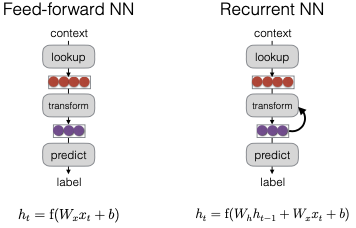 Feed-forward NN
context
lookup
transform
predict
label
h_t = f(W_x x_t + b)
Recurrent NN
context
lookup
transform
predict
label
h_t = f(W_h h_{t-1} + W_x x_t + b)